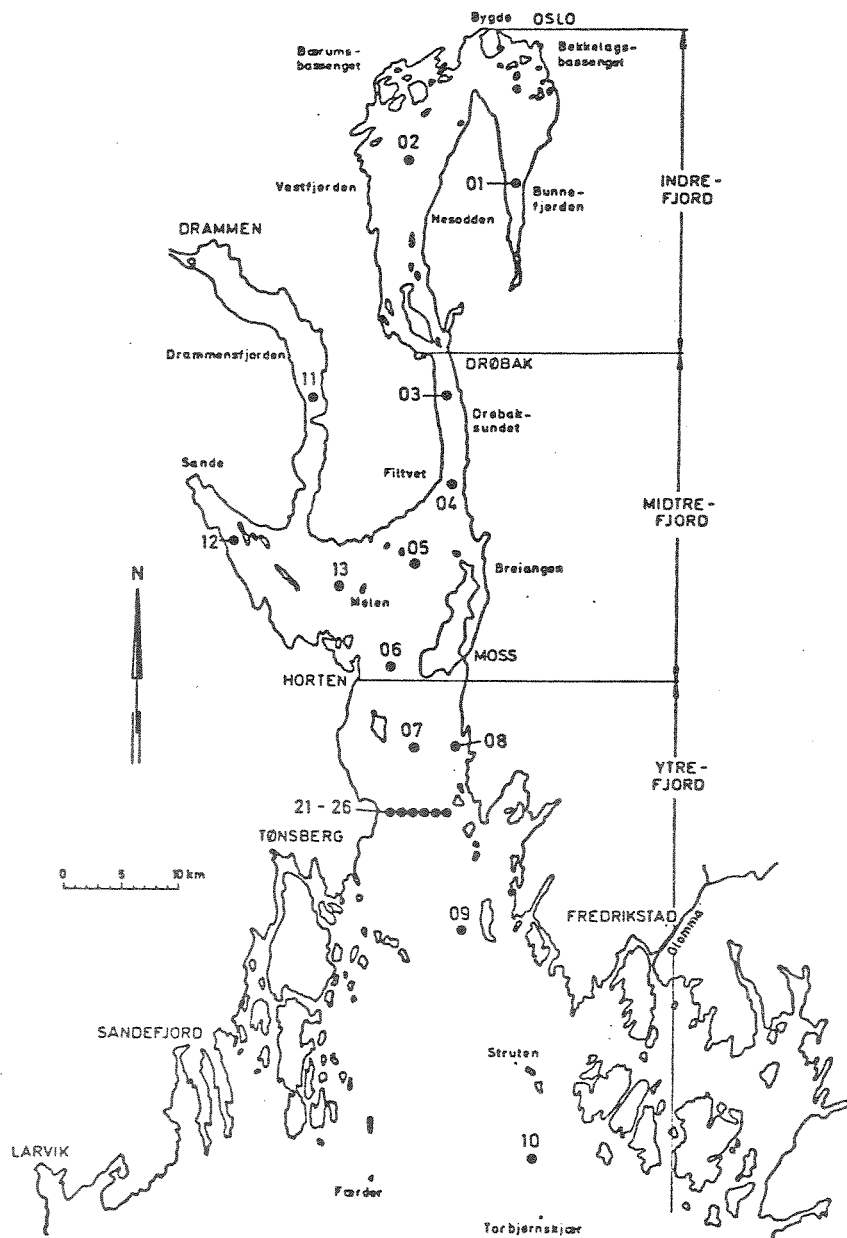 Bygde OSLO
Bærums-
bassenget
Bekkelags-
bassenget
02
01
Vestfjorden
Bunne-
fjorden
Nesodden
INDRE-
FJORD
DRAMMEN
Drammensfjorden
DRØBAK
11
03
Drøbak-
sundet
Sande
Filtvet
04
MIDTRE-
FJORD
12
05
N
13
Breiangen
Mølen
06
MOSS
HORTEN
07
08
YTRE-
FJORD
21 - 26
TØNSBERG
0 5 10 km
09
FREDRIKSTAD
Glomma
SANDEFJORD
Struten
LARVIK
10
Færder
Torbjørnskjær